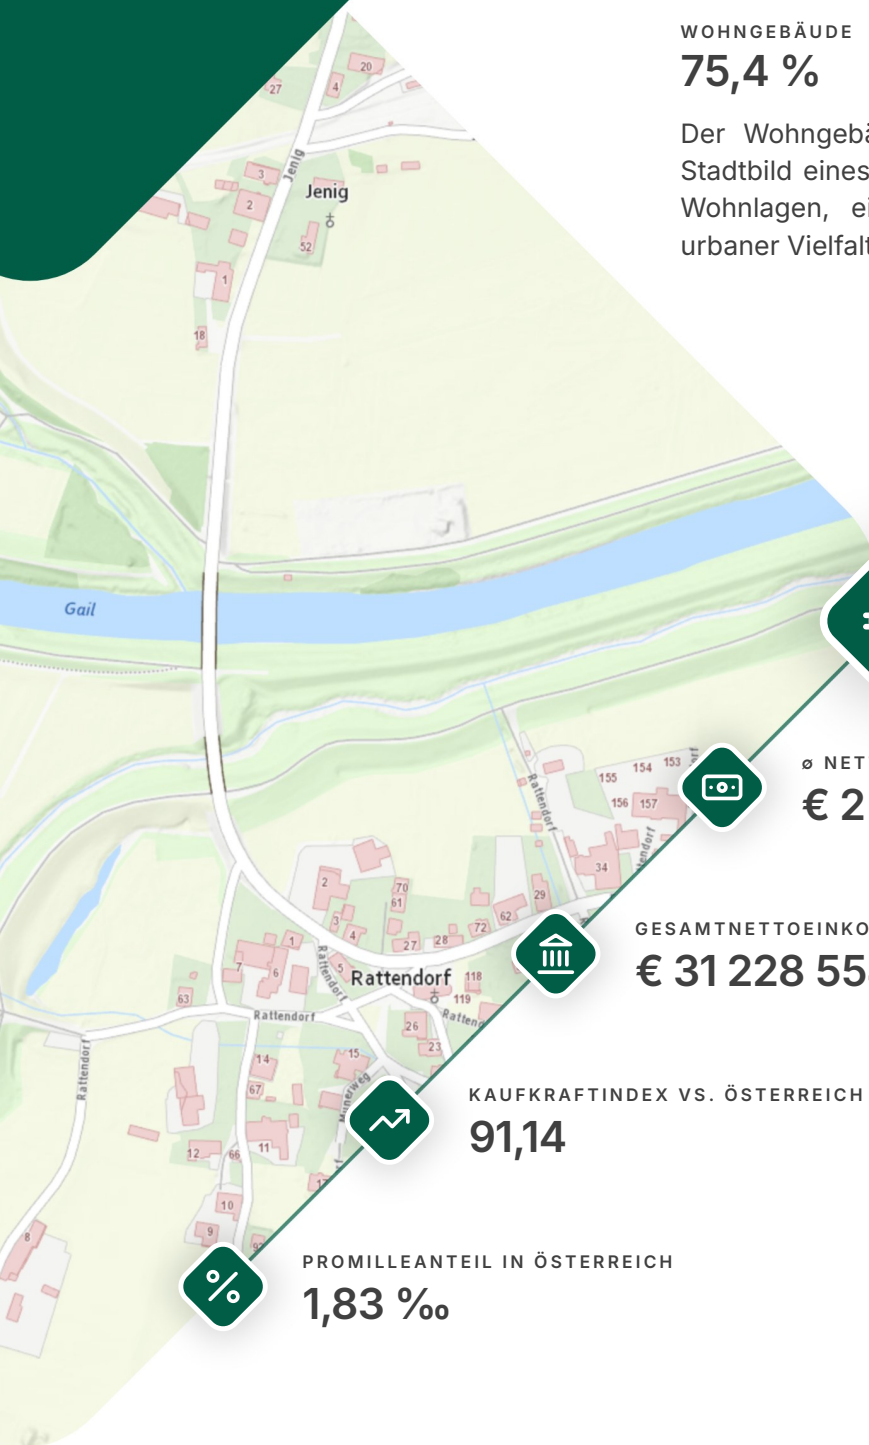 WOHNGEBÄUDE
75,4 %
Der Wohngebä
Stadtbild eines
Wohnlagen, ei
urbaner Vielfalt
20
27
4
Jenig
3
Jenig
2
52
1
18
Gail
153
154
155
156
157
Rattendorf
34
ø NET
€ 2
2
70
61
29
62
3
4
72
28
27
1
7
6
5
Rattendorf
Rattendorf
118
119
63
Rattendorf
26
23
GESAMTNETTOEINKO
€ 31 228 55
Rattendorf
15
14
67
KAUFKRAFTINDEX VS. ÖSTERREICH
91,14
12
66
11
10
9
8
PROMILLEANTEIL IN ÖSTERREICH
1,83 ‰